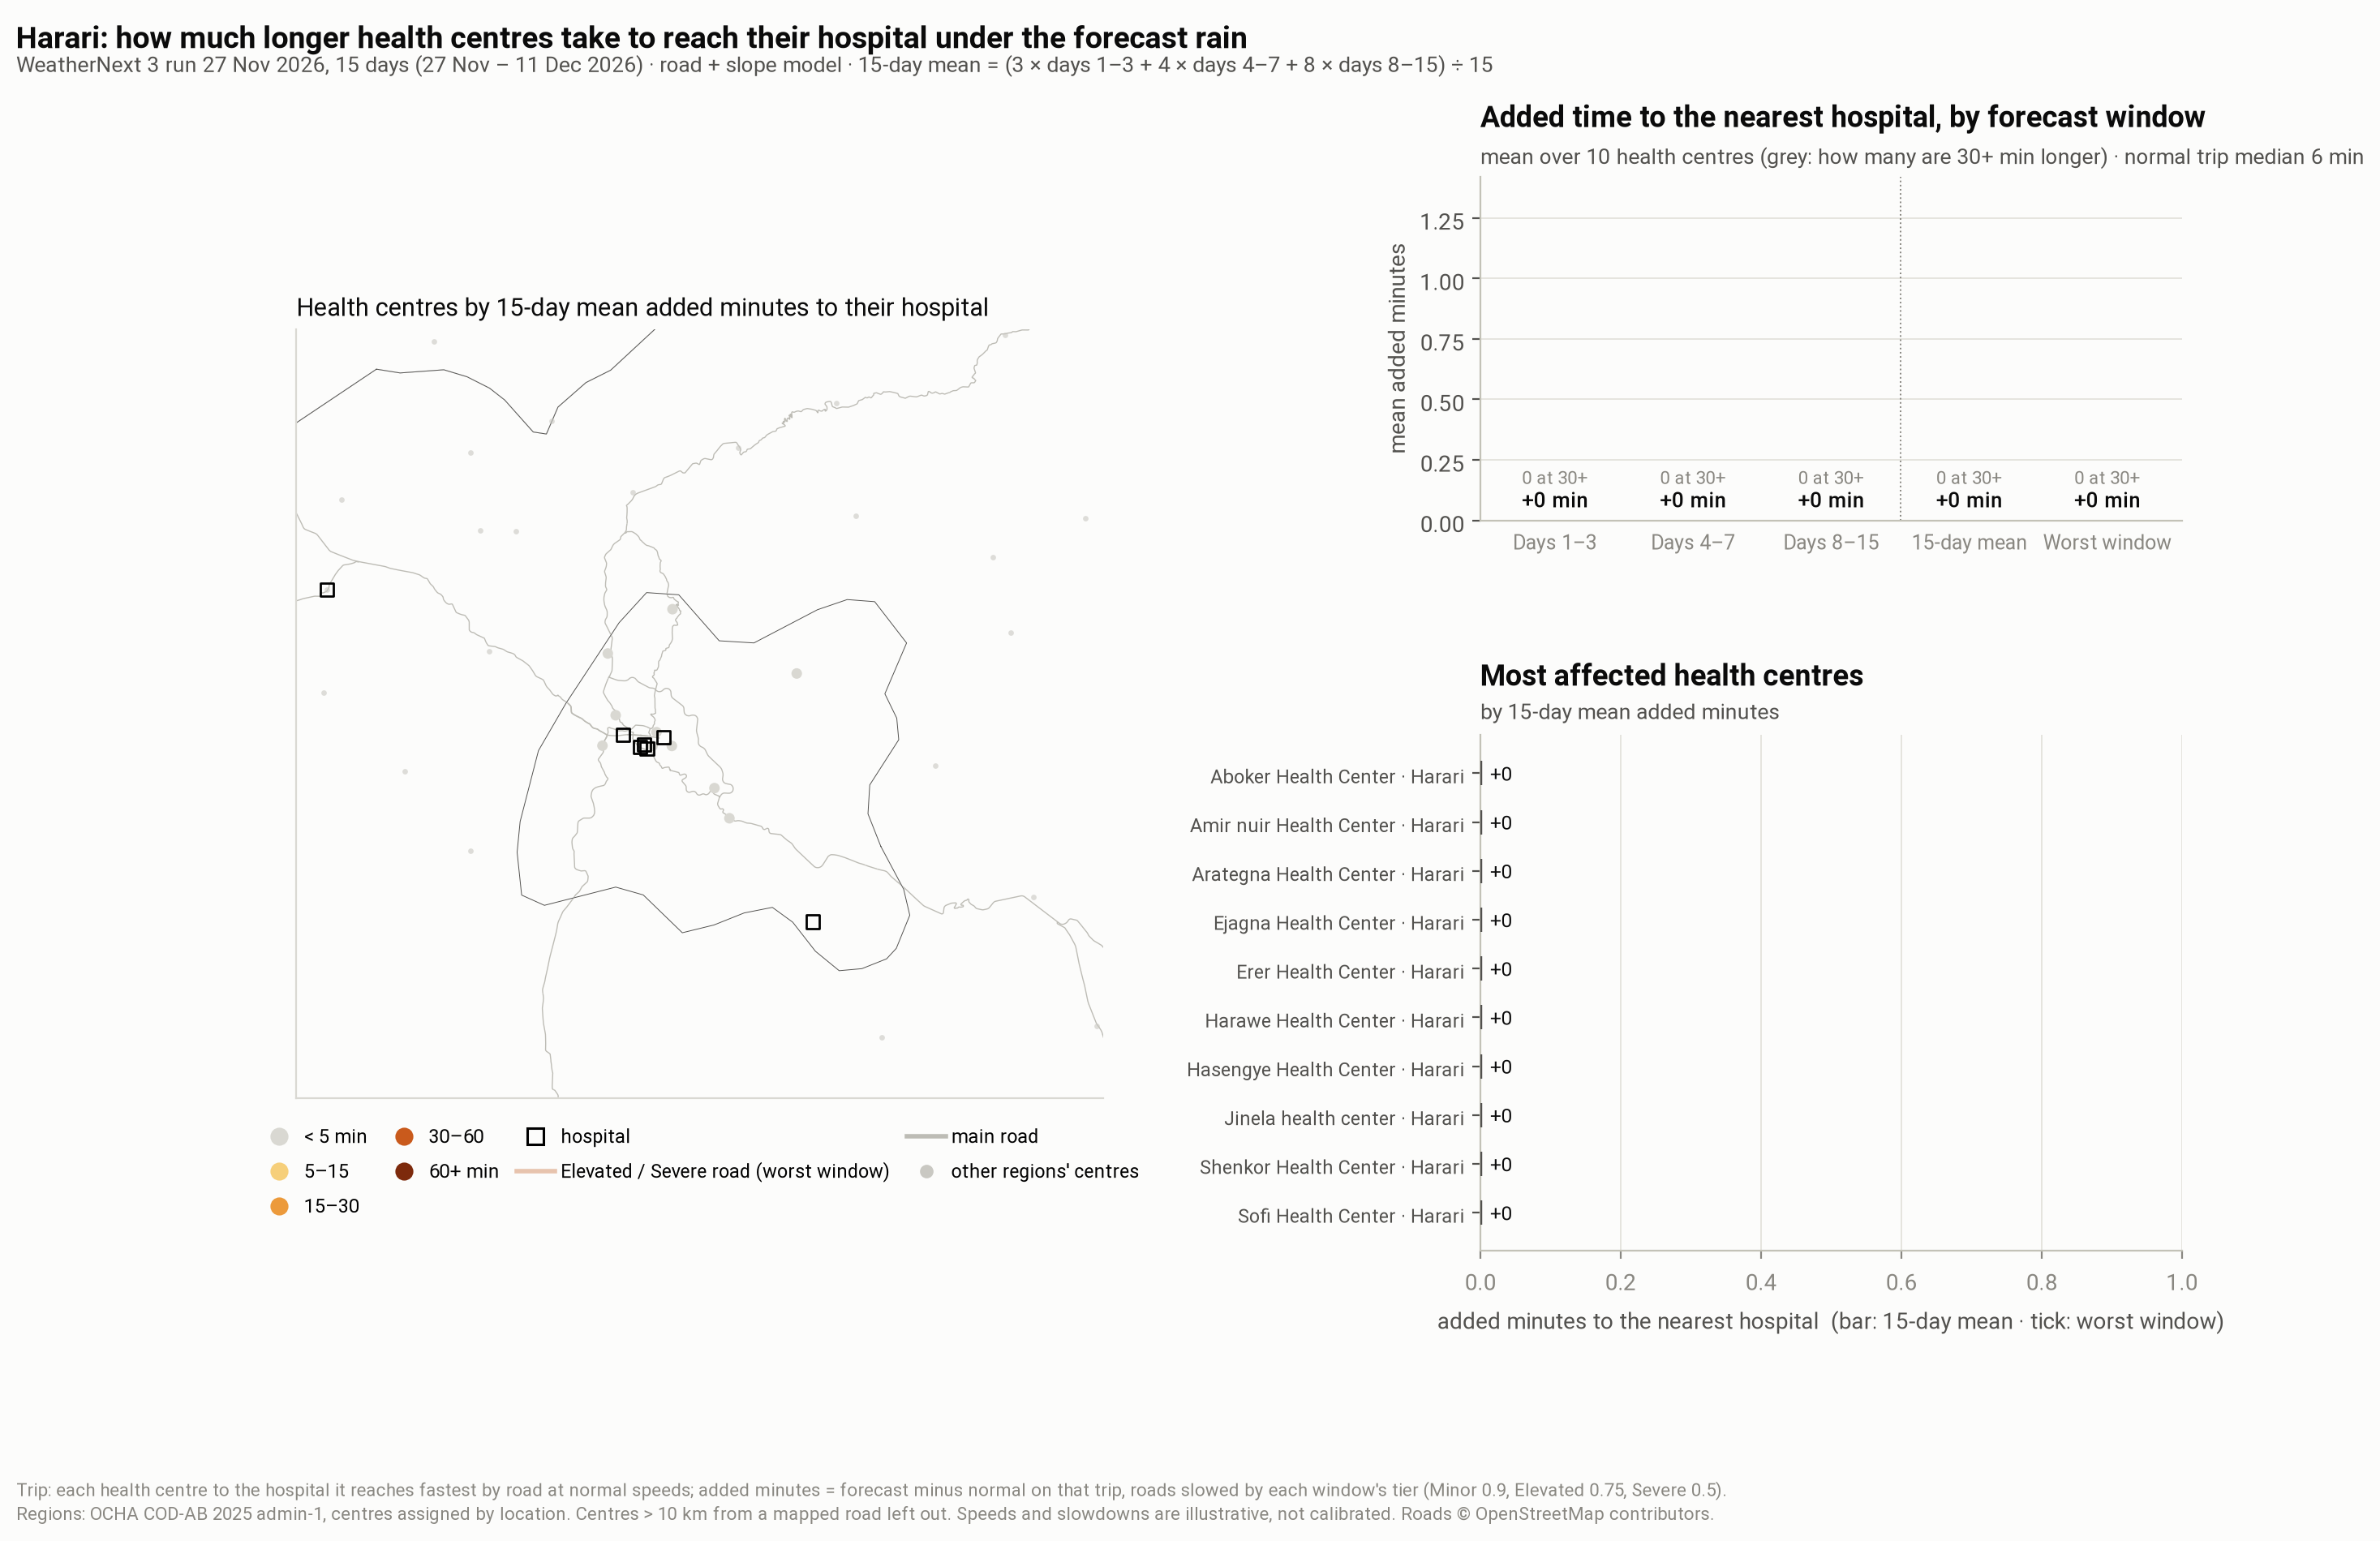 Harari: how much longer health centres take to reach their hospital under the forecast rain
WeatherNext 3 run 27 Nov 2026, 15 days (27 Nov – 11 Dec 2026) · road + slope model · 15-day mean = (3 × days 1–3 + 4 × days 4–7 + 8 × days 8–15) ÷ 15
Health centres by 15-day mean added minutes to their hospital
< 5 min
5–15
15–30
30–60
60+ min
hospital
Elevated / Severe road (worst window)
main road
other regions' centres
Added time to the nearest hospital, by forecast window
mean over 10 health centres (grey: how many are 30+ min longer) · normal trip median 6 min
mean added minutes
1.25
1.00
0.75
0.50
0.25
0.00
0 at 30+ 0 at 30+ 0 at 30+ 0 at 30+ 0 at 30+
+0 min +0 min +0 min +0 min +0 min
Days 1–3 Days 4–7 Days 8–15 15-day mean Worst window
Most affected health centres
by 15-day mean added minutes
Aboker Health Center · Harari +0
Amir nuir Health Center · Harari +0
Arategna Health Center · Harari +0
Ejagna Health Center · Harari +0
Erer Health Center · Harari +0
Harawe Health Center · Harari +0
Hasengye Health Center · Harari +0
Jinela health center · Harari +0
Shenkor Health Center · Harari +0
Sofi Health Center · Harari +0
0.0 0.2 0.4 0.6 0.8 1.0
added minutes to the nearest hospital (bar: 15-day mean · tick: worst window)
Trip: each health centre to the hospital it reaches fastest by road at normal speeds; added minutes = forecast minus normal on that trip, roads slowed by each window's tier (Minor 0.9, Elevated 0.75, Severe 0.5).
Regions: OCHA COD-AB 2025 admin-1, centres assigned by location. Centres > 10 km from a mapped road left out. Speeds and slowdowns are illustrative, not calibrated. Roads © OpenStreetMap contributors.